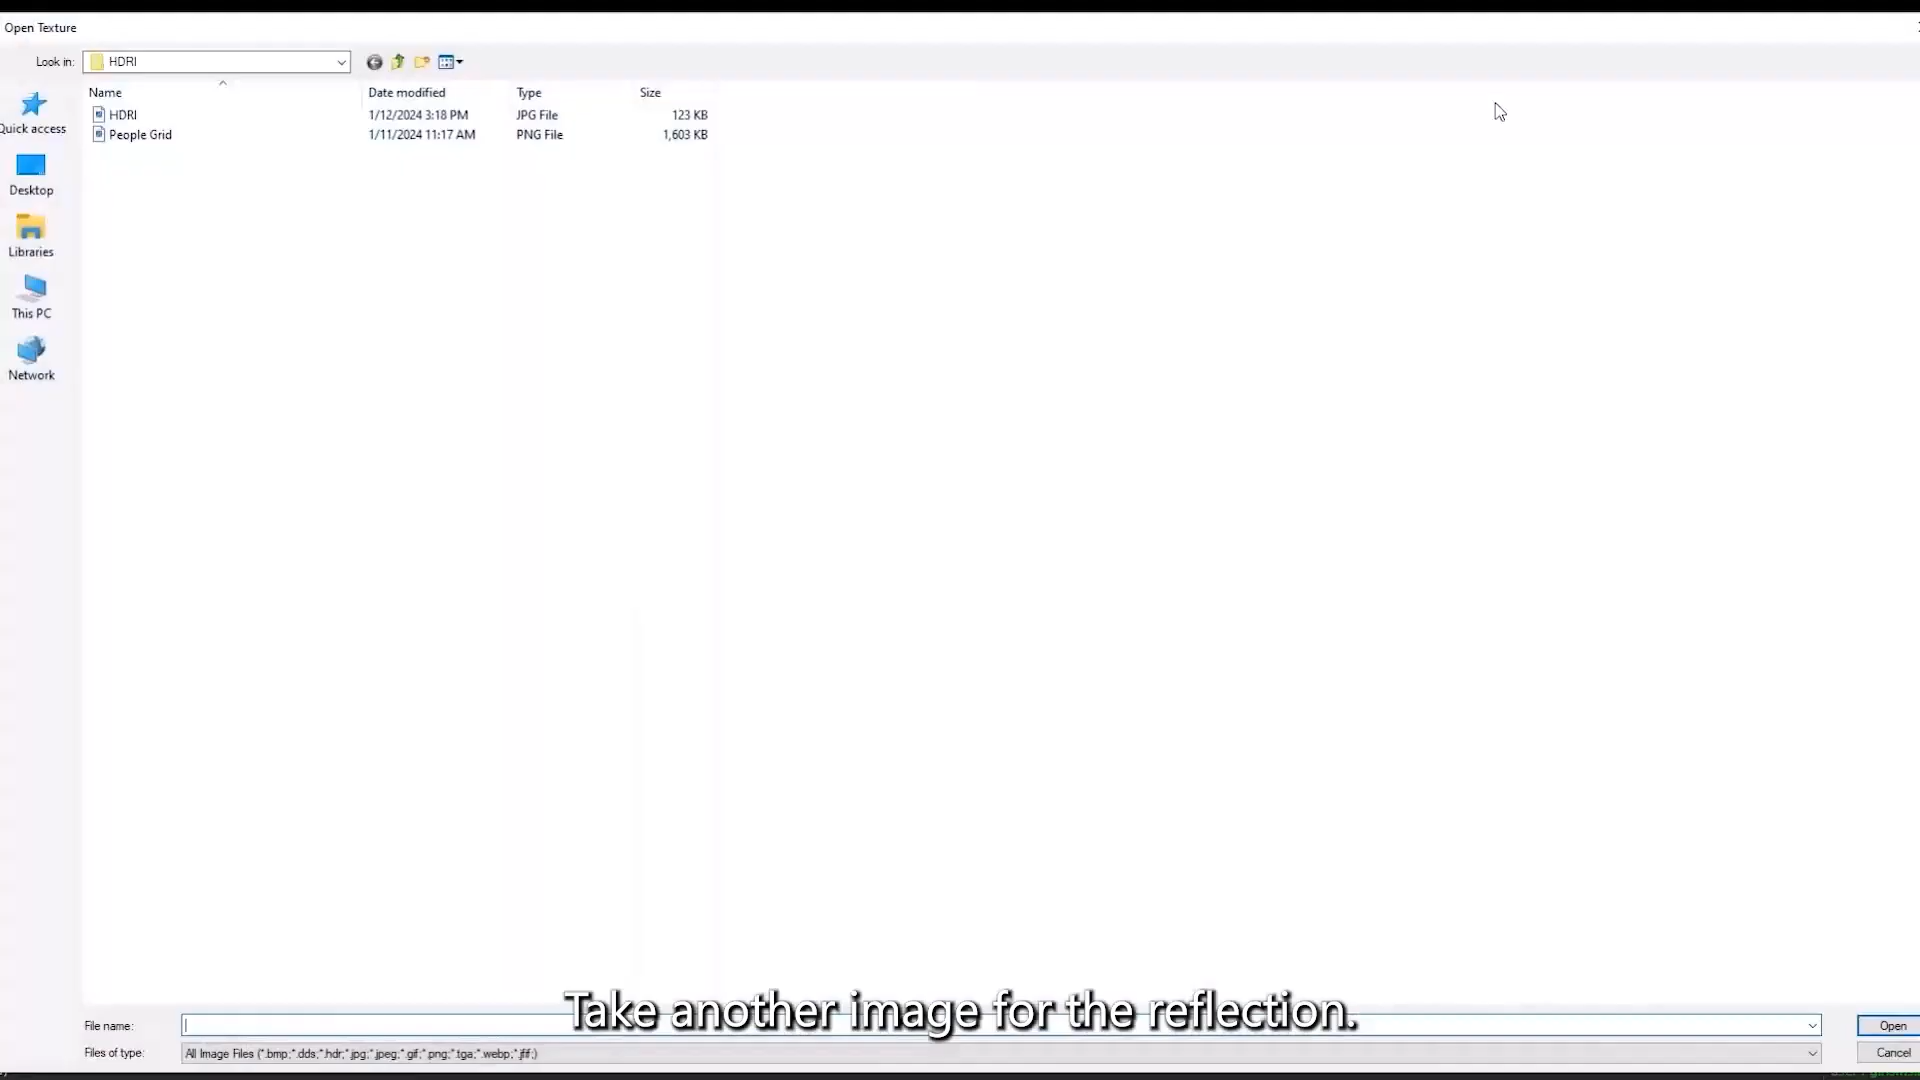 Open Texture
Look in:
HDRI
Name Date modified Type Size
HDRI 1/12/2024 3:18 PM JPG File 123 KB
People Grid 1/11/2024 11:17 AM PNG File 1,603 KB
Quick access
Desktop
Libraries
This PC
Network
Take another image for the reflection.
File name:
Open
Files of type: All Image Files (*.bmp;*.dds;*.hdr;*.jpg;*.jpeg;*.gif;*.png;*.tga;*.webp;*.jfif;)
Cancel